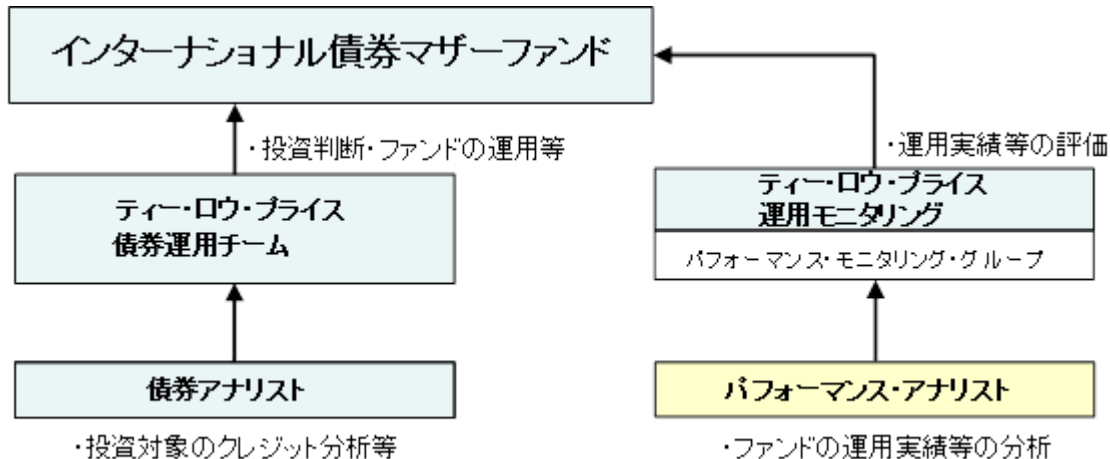 インターナショナル債券マザーファンド
・投資判断・ファンドの運用等
・運用実績等の評価
ティー・ロウ・プライス
債券運用チーム
ティー・ロウ・プライス
運用モニタリング
パフォーマンス・モニタリング・グループ
債券アナリスト
パフォーマンス・アナリスト
・投資対象のクレジット分析等
・ファンドの運用実績等の分析